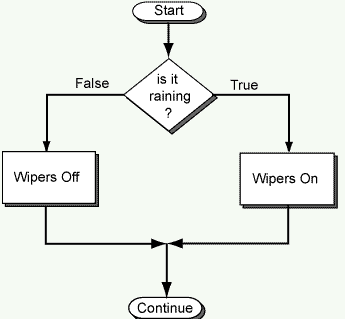 Start
is it
raining
?
False
True
Wipers Off
Wipers On
Continue